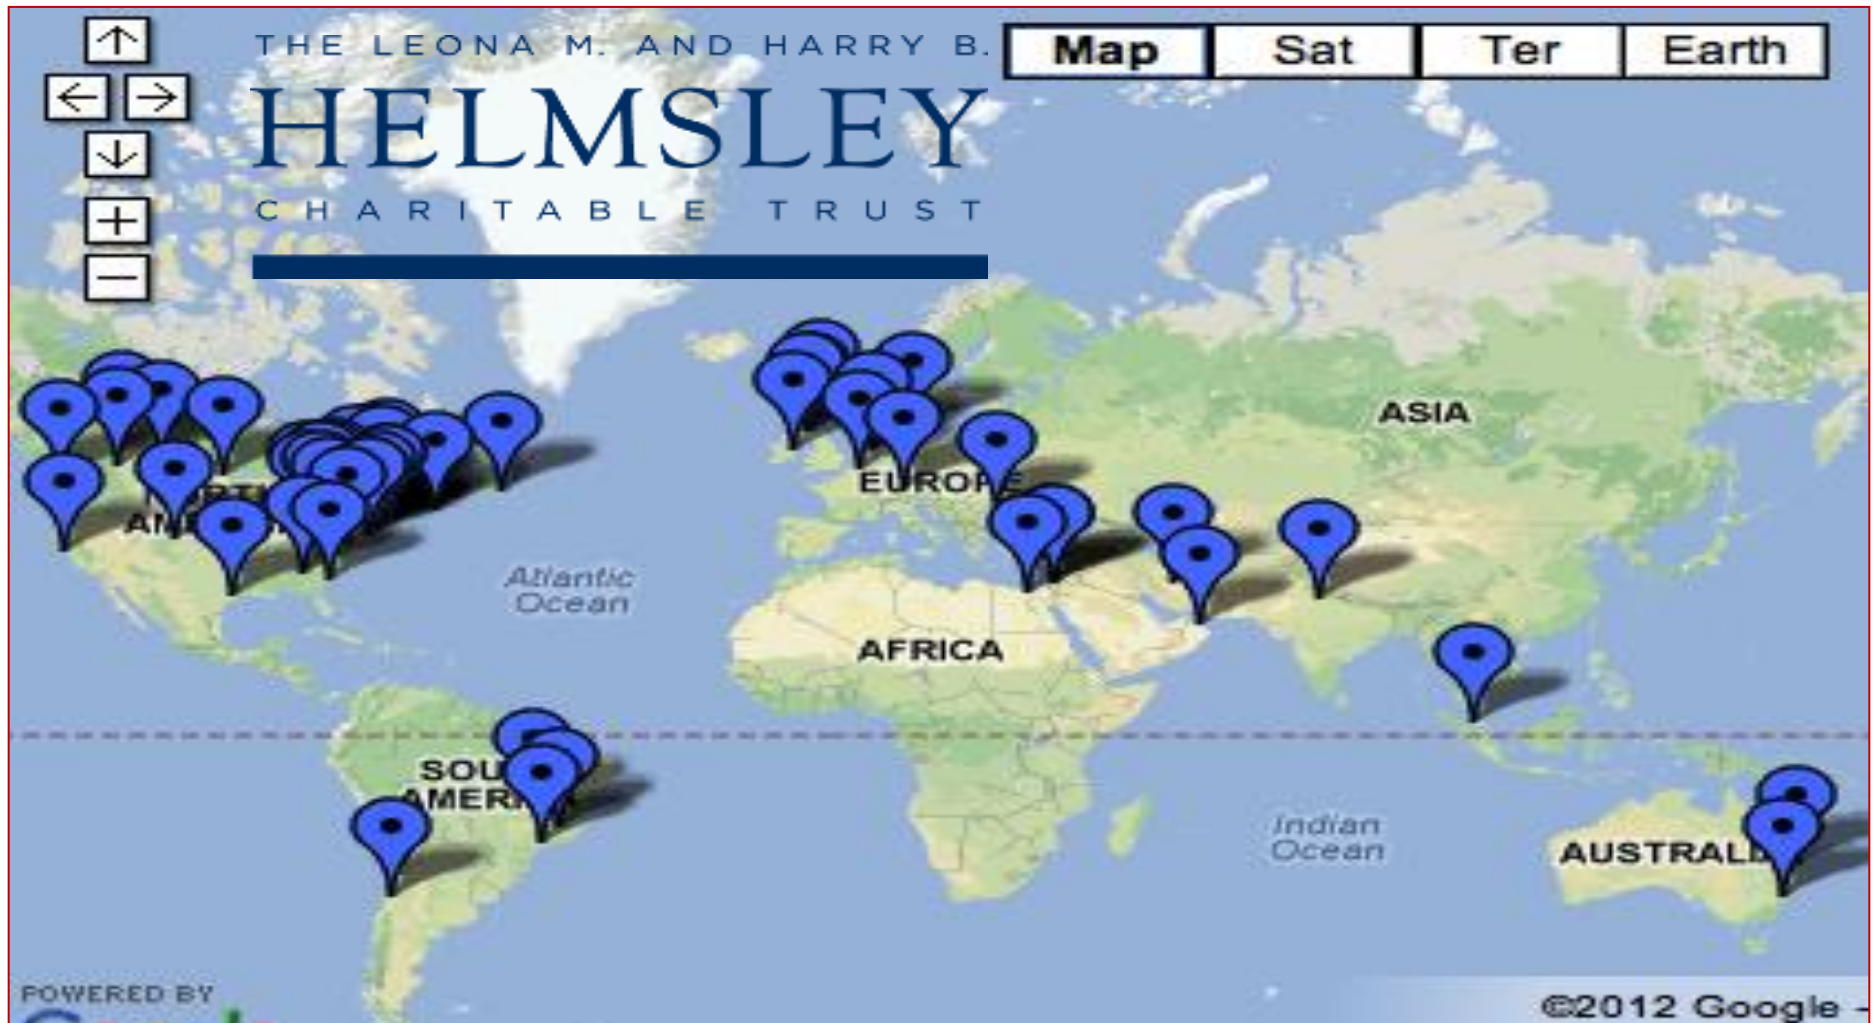 THE LEONA M. AND HARRY B.
HELMSLEY
CHARITABLE TRUST
Map
Sat
Ter
Earth
ASIA
EUROPE
Atlantic
Ocean
AFRICA
Indian
Ocean
POWERED BY
©2012 Google -